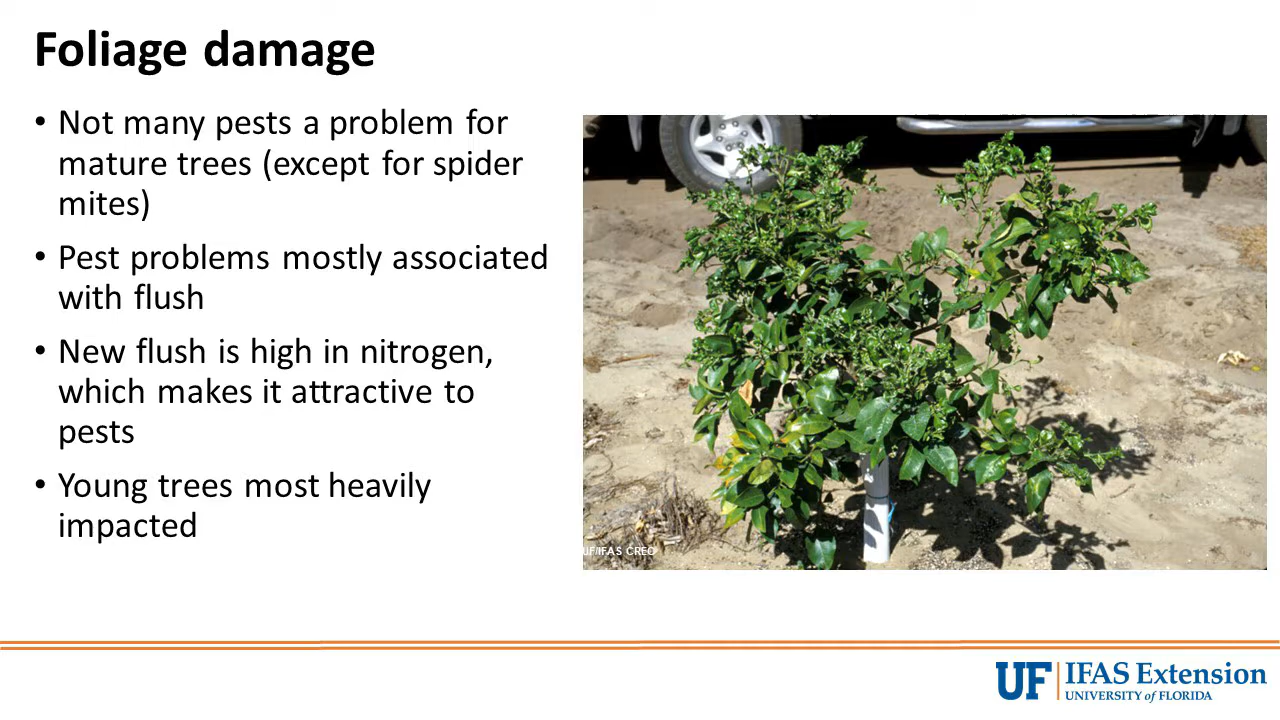 Foliage damage
• Not many pests a problem for
mature trees (except for spider
mites)
• Pest problems mostly associated
with flush
• New flush is high in nitrogen,
which makes it attractive to
pests
• Young trees most heavily
impacted
UF/IFAS CREC
UF IFAS Extension
UNIVERSITY of FLORIDA